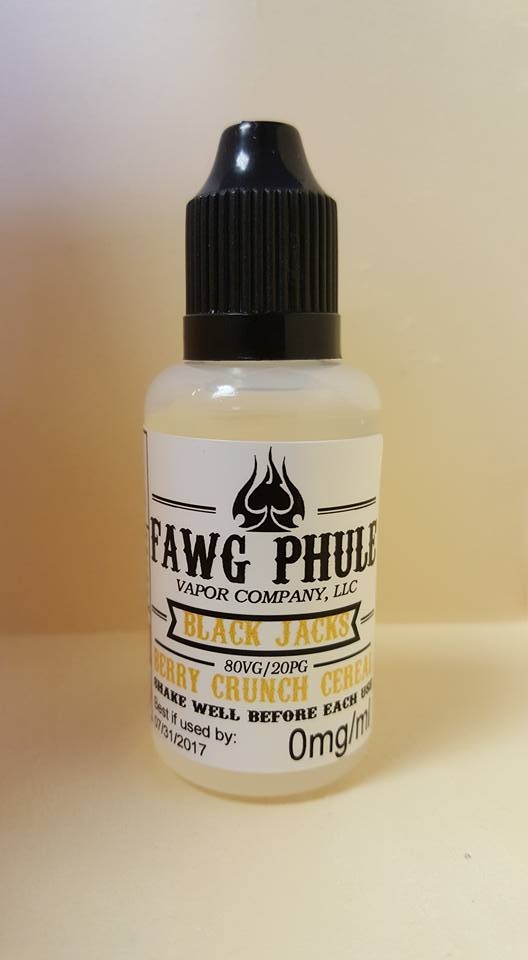 FAWG PHULE
VAPOR COMPANY, LLC
BLACK JACKS
80VG/20PG
BERRY CRUNCH CEREAL
SHAKE WELL BEFORE EACH USE
Best if used by:
07/31/2017
0mg/ml